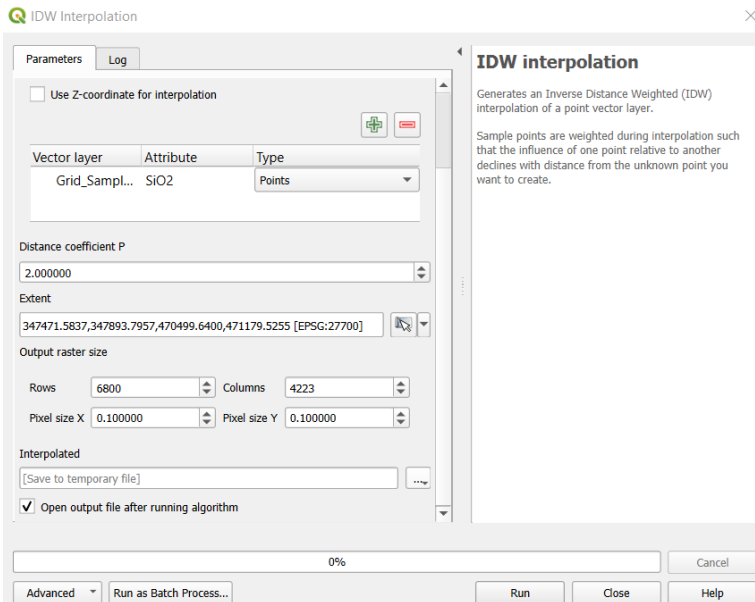 IDW Interpolation
Parameters Log
Use Z-coordinate for interpolation
Vector layer Attribute Type
Grid_Sampl... SiO2 Points
Distance coefficient P
2.000000
Extent
347471.5837,347893.7957,470499.6400,471179.5255 [EPSG:27700]
Output raster size
Rows 6800 Columns 4223
Pixel size X 0.100000 Pixel size Y 0.100000
Interpolated
[Save to temporary file]
...
Open output file after running algorithm
IDW interpolation
Generates an Inverse Distance Weighted (IDW)
interpolation of a point vector layer.
Sample points are weighted during interpolation such
that the influence of one point relative to another
declines with distance from the unknown point you
want to create.
0%
Cancel
Advanced Run as Batch Process... Run Close Help